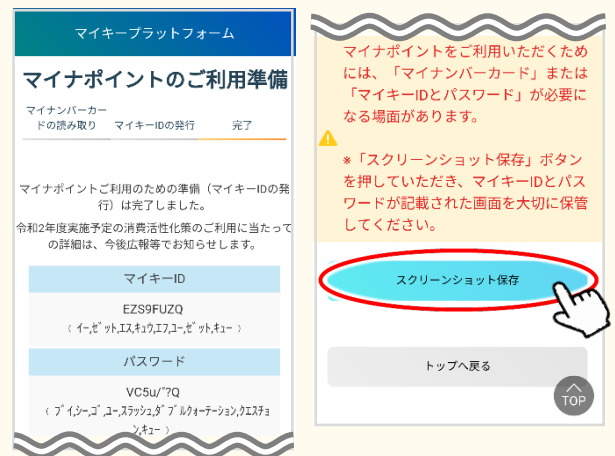 マイキープラットフォーム
マイナポイントのご利用準備
マイナンバーカー
ドの読み取り
マイキーIDの発行
完了
マイナポイントご利用のための準備（マイキーIDの発
行）は完了しました。
令和2年度実施予定の消費活性化策のご利用に当たって
の詳細は、今後広報等でお知らせします。
マイキーID
EZS9FUZQ
（ イー,ゼット,エス,キュウ,エフ,ユー,ゼット,キュー ）
パスワード
VC5u/"?Q
（ ブイ,シー,ゴ,ユー,スラッシュ,ダブルクォーテーション,クエスチョ
ン,キュー ）
マイナポイントをご利用いただくため
には、「マイナンバーカード」または
「マイキーIDとパスワード」が必要に
なる場面があります。
※「スクリーンショット保存」ボタン
を押していただき、マイキーIDとパス
ワードが記載された画面を大切に保管
してください。
スクリーンショット保存
トップへ戻る
TOP